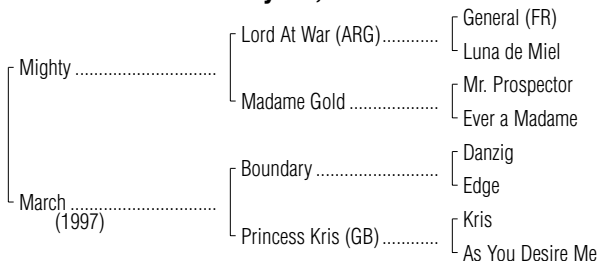 General (FR)
Lord At War (ARG)............
Luna de Miel
Mighty ..............................
Mr. Prospector
Madame Gold ...................
Ever a Madame
Danzig
Boundary ..........................
Edge
March ...............................
(1997)
Kris
Princess Kris (GB)............
As You Desire Me